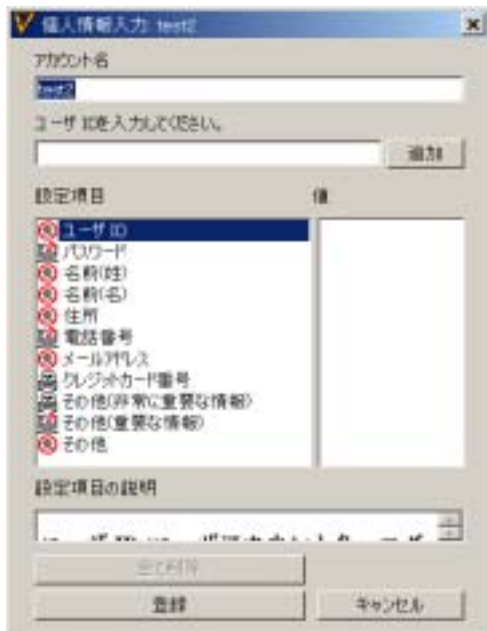 個人情報入力: test2
アカウント名
test2
ユーザ IDを入力してください。
追加
設定項目
値
ユーザ ID
パスワード
名前(姓)
名前(名)
住所
電話番号
メールアドレス
クレジットカード番号
その他(非常に重要な情報)
その他(重要な情報)
その他
設定項目の説明
全て削除
登録
キャンセル